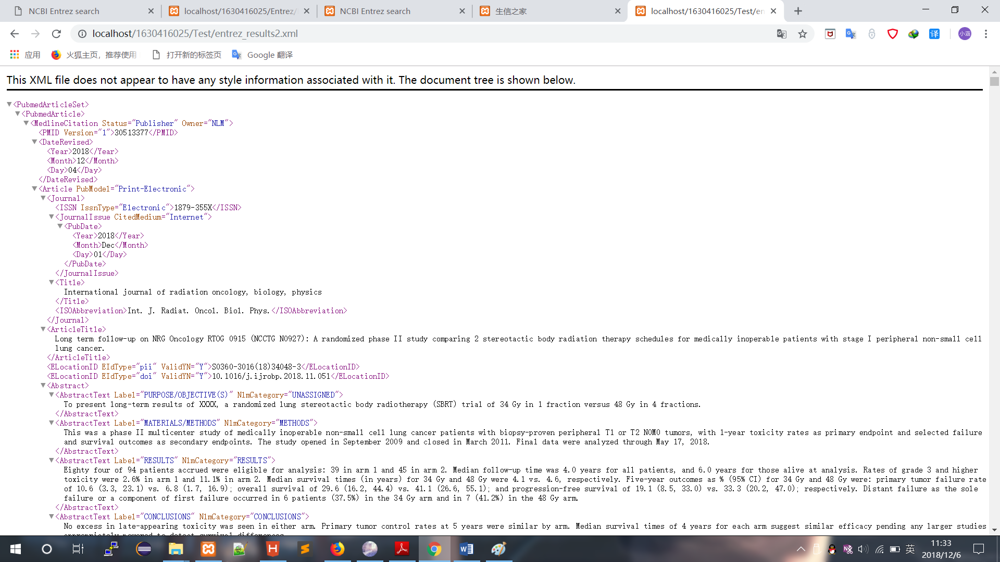 NCBI Entrez search
localhost/1630416025/Entrez/
NCBI Entrez search
生信之家
localhost/1630416025/Test/en
localhost/1630416025/Test/entrez_results2.xml
小涵
应用
火狐主页，推荐使用
打开新的标签页
Google 翻译
This XML file does not appear to have any style information associated with it. The document tree is shown below.
<PubmedArticleSet>
<PubmedArticle>
<MedlineCitation Status="Publisher" Owner="NLM">
<PMID Version="1">30513377</PMID>
<DateRevised>
<Year>2018</Year>
<Month>12</Month>
<Day>04</Day>
</DateRevised>
<Article PubModel="Print-Electronic">
<Journal>
<ISSN IssnType="Electronic">1879-355X</ISSN>
<JournalIssue CitedMedium="Internet">
<PubDate>
<Year>2018</Year>
<Month>Dec</Month>
<Day>01</Day>
</PubDate>
</JournalIssue>
<Title>
International journal of radiation oncology, biology, physics
</Title>
<ISOAbbreviation>Int. J. Radiat. Oncol. Biol. Phys.</ISOAbbreviation>
</Journal>
<ArticleTitle>
Long term follow-up on NRG Oncology RTOG 0915 (NCCTG N0927): A randomized phase II study comparing 2 stereotactic body radiation therapy schedules for medically inoperable patients with stage I peripheral non-small cell
lung cancer.
</ArticleTitle>
<ELocationID EIdType="pii" ValidYN="Y">S0360-3016(18)34048-3</ELocationID>
<ELocationID EIdType="doi" ValidYN="Y">10.1016/j.ijrobp.2018.11.051</ELocationID>
<Abstract>
<AbstractText Label="PURPOSE/OBJECTIVE(S)" NlmCategory="UNASSIGNED">
To present long-term results of XXXX, a randomized lung stereotactic body radiotherapy (SBRT) trial of 34 Gy in 1 fraction versus 48 Gy in 4 fractions.
</AbstractText>
<AbstractText Label="MATERIALS/METHODS" NlmCategory="METHODS">
This was a phase II multicenter study of medically inoperable non-small cell lung cancer patients with biopsy-proven peripheral T1 or T2 N0M0 tumors, with 1-year toxicity rates as primary endpoint and selected failure
and survival outcomes as secondary endpoints. The study opened in September 2009 and closed in March 2011. Final data were analyzed through May 17, 2018.
</AbstractText>
<AbstractText Label="RESULTS" NlmCategory="RESULTS">
Eighty four of 94 patients accrued were eligible for analysis: 39 in arm 1 and 45 in arm 2. Median follow-up time was 4.0 years for all patients, and 6.0 years for those alive at analysis. Rates of grade 3 and higher
toxicity were 2.6% in arm 1 and 11.1% in arm 2. Median survival times (in years) for 34 Gy and 48 Gy were 4.1 vs. 4.6, respectively. Five-year outcomes as % (95% CI) for 34 Gy and 48 Gy were: primary tumor failure rate
of 10.6 (3.3, 23.1) vs. 6.8 (1.7, 16.9); overall survival of 29.6 (16.2, 44.4) vs. 41.1 (26.6, 55.1); and progression-free survival of 19.1 (8.5, 33.0) vs. 33.3 (20.2, 47.0); respectively. Distant failure as the sole
failure or a component of first failure occurred in 6 patients (37.5%) in the 34 Gy arm and in 7 (41.2%) in the 48 Gy arm.
</AbstractText>
<AbstractText Label="CONCLUSIONS" NlmCategory="CONCLUSIONS">
No excess in late-appearing toxicity was seen in either arm. Primary tumor control rates at 5 years were similar by arm. Median survival times of 4 years for each arm suggest similar efficacy pending any larger studies
appropriately powered to detect survival differences.
英
11:33
2018/12/6